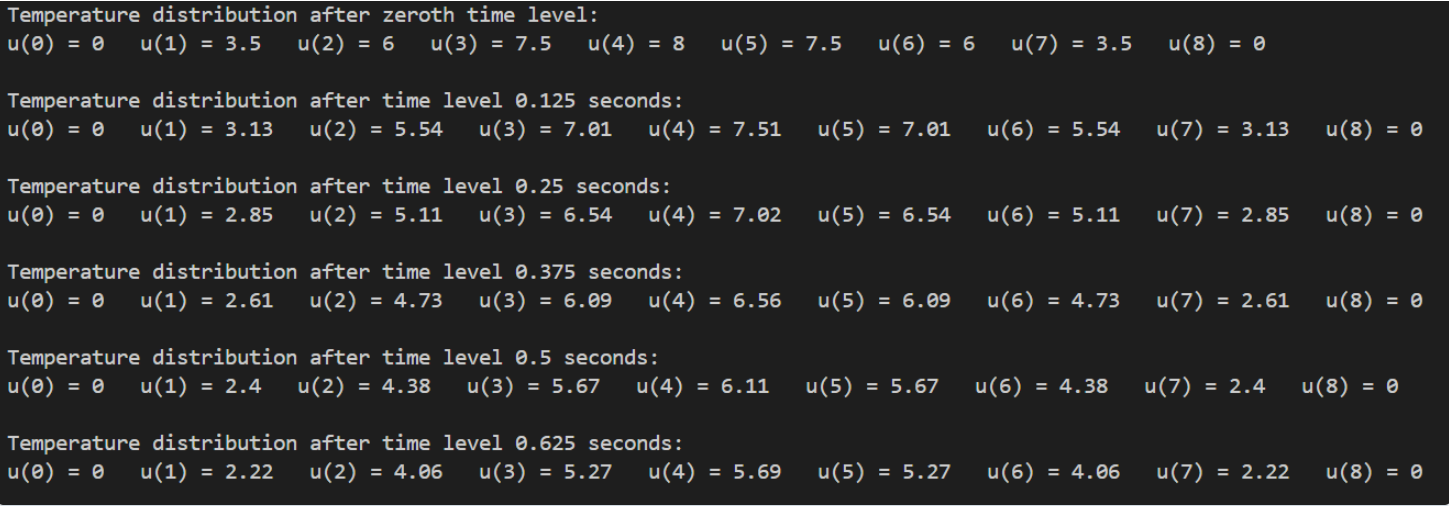 Temperature distribution after zeroth time level:
u(0) = 0   u(1) = 3.5   u(2) = 6   u(3) = 7.5   u(4) = 8   u(5) = 7.5   u(6) = 6   u(7) = 3.5   u(8) = 0
Temperature distribution after time level 0.125 seconds:
u(0) = 0   u(1) = 3.13   u(2) = 5.54   u(3) = 7.01   u(4) = 7.51   u(5) = 7.01   u(6) = 5.54   u(7) = 3.13   u(8) = 0
Temperature distribution after time level 0.25 seconds:
u(0) = 0   u(1) = 2.85   u(2) = 5.11   u(3) = 6.54   u(4) = 7.02   u(5) = 6.54   u(6) = 5.11   u(7) = 2.85   u(8) = 0
Temperature distribution after time level 0.375 seconds:
u(0) = 0   u(1) = 2.61   u(2) = 4.73   u(3) = 6.09   u(4) = 6.56   u(5) = 6.09   u(6) = 4.73   u(7) = 2.61   u(8) = 0
Temperature distribution after time level 0.5 seconds:
u(0) = 0   u(1) = 2.4   u(2) = 4.38   u(3) = 5.67   u(4) = 6.11   u(5) = 5.67   u(6) = 4.38   u(7) = 2.4   u(8) = 0
Temperature distribution after time level 0.625 seconds:
u(0) = 0   u(1) = 2.22   u(2) = 4.06   u(3) = 5.27   u(4) = 5.69   u(5) = 5.27   u(6) = 4.06   u(7) = 2.22   u(8) = 0